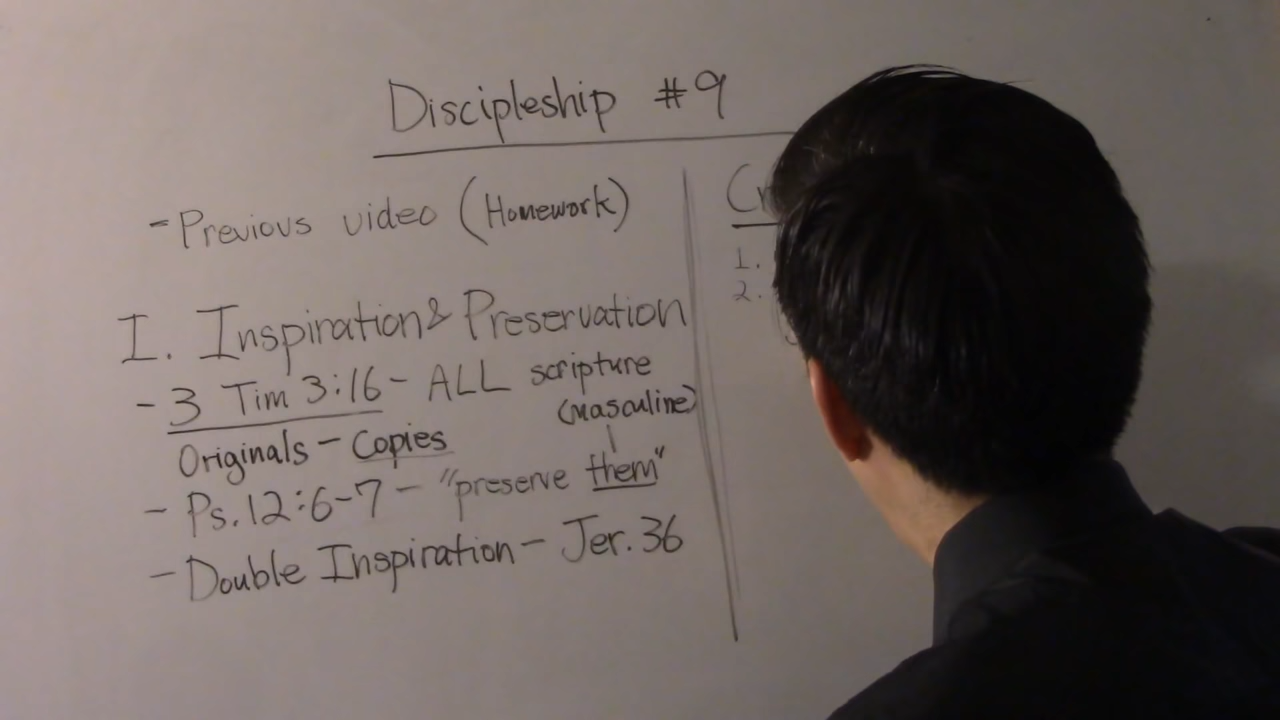 Discipleship #9
- Previous video (Homework)
I. Inspiration & Preservation
- 3 Tim 3:16 - ALL scripture
(masculine)
Originals - Copies
- Ps. 12:6-7 - "preserve them"
- Double Inspiration - Jer. 36
1.
2.